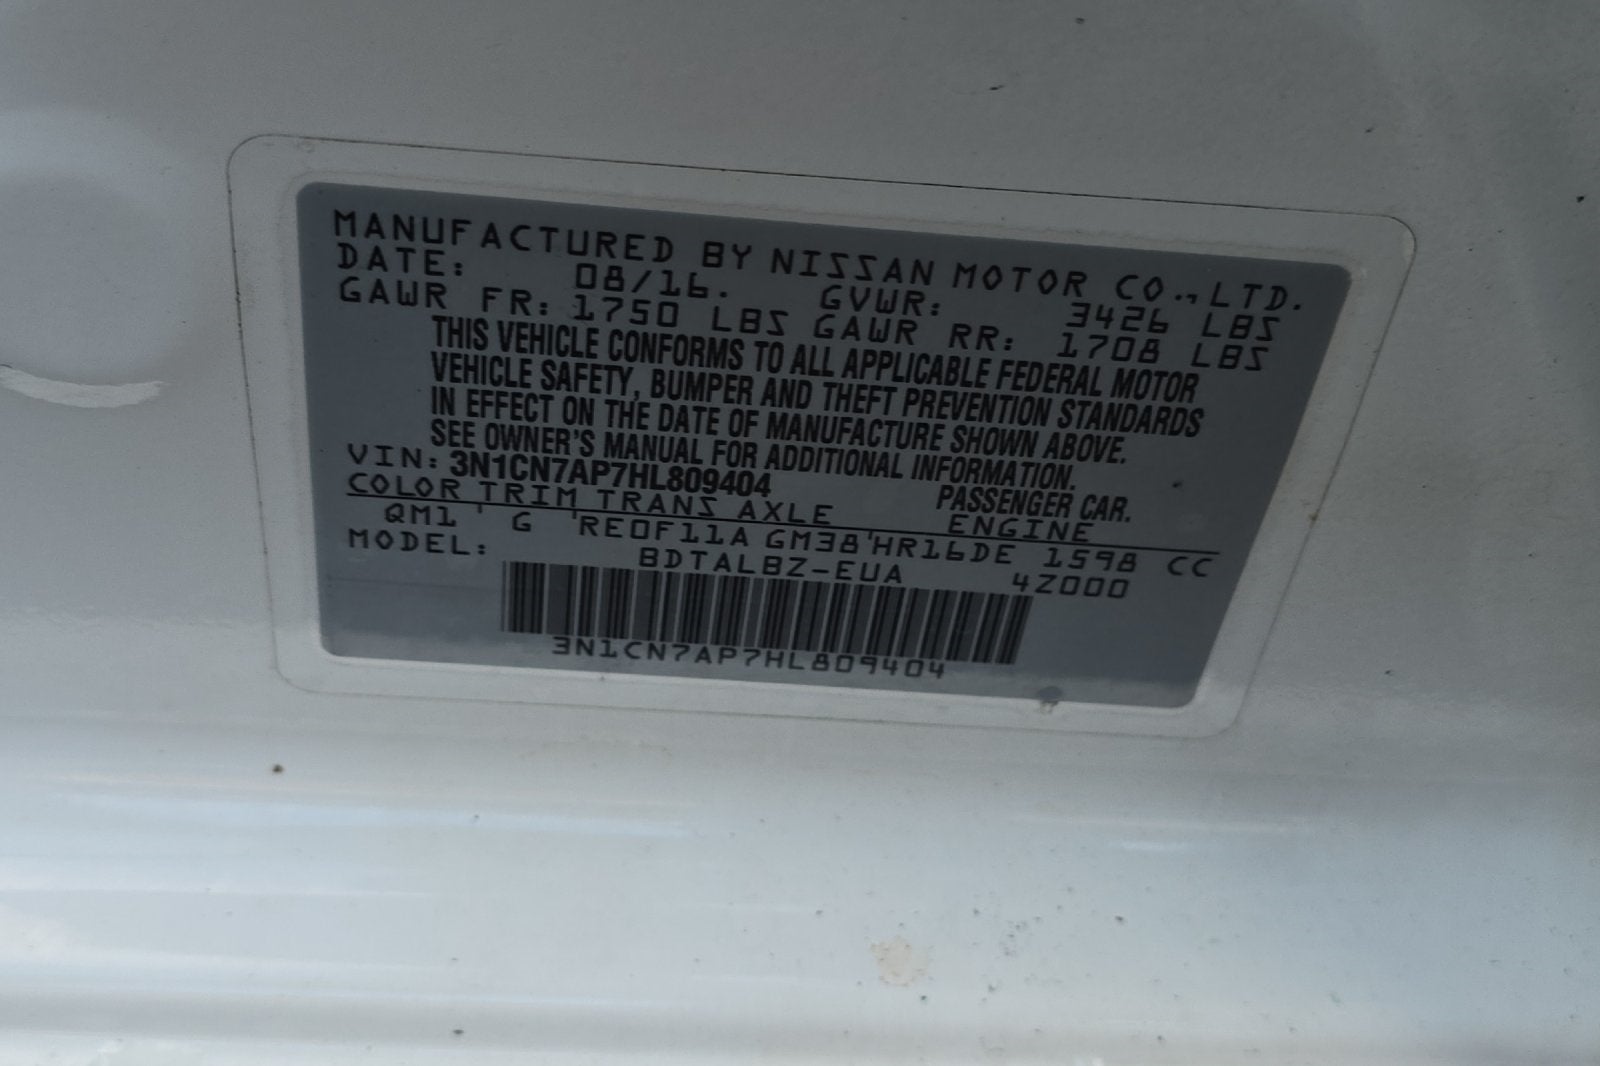 MANUFACTURED BY NISSAN MOTOR CO.,LTD.
DATE: 08/16. GVWR: 3426 LBS
GAWR FR: 1750 LBS GAWR RR: 1708 LBS
THIS VEHICLE CONFORMS TO ALL APPLICABLE FEDERAL MOTOR
VEHICLE SAFETY, BUMPER AND THEFT PREVENTION STANDARDS
IN EFFECT ON THE DATE OF MANUFACTURE SHOWN ABOVE.
SEE OWNER'S MANUAL FOR ADDITIONAL INFORMATION.
VIN: 3N1CN7AP7HL809404 PASSENGER CAR.
COLOR TRIM TRANS AXLE ENGINE
QM1 ' G 'RE0F11A GM38'HR16DE 1598 CC
MODEL: BDTALBZ-EUA 4Z000
3N1CN7AP7HL809404